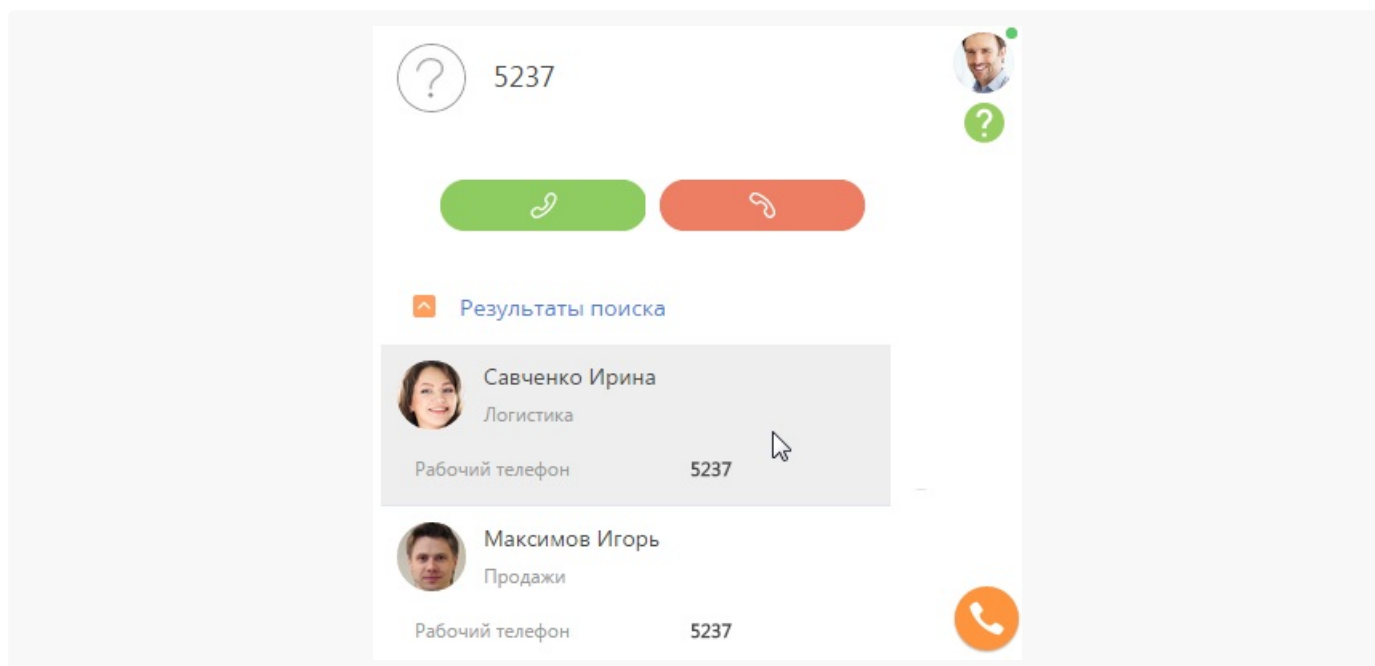 5237
Результаты поиска
Савченко Ирина
Логистика
Рабочий телефон 5237
Максимов Игорь
Продажи
Рабочий телефон 5237